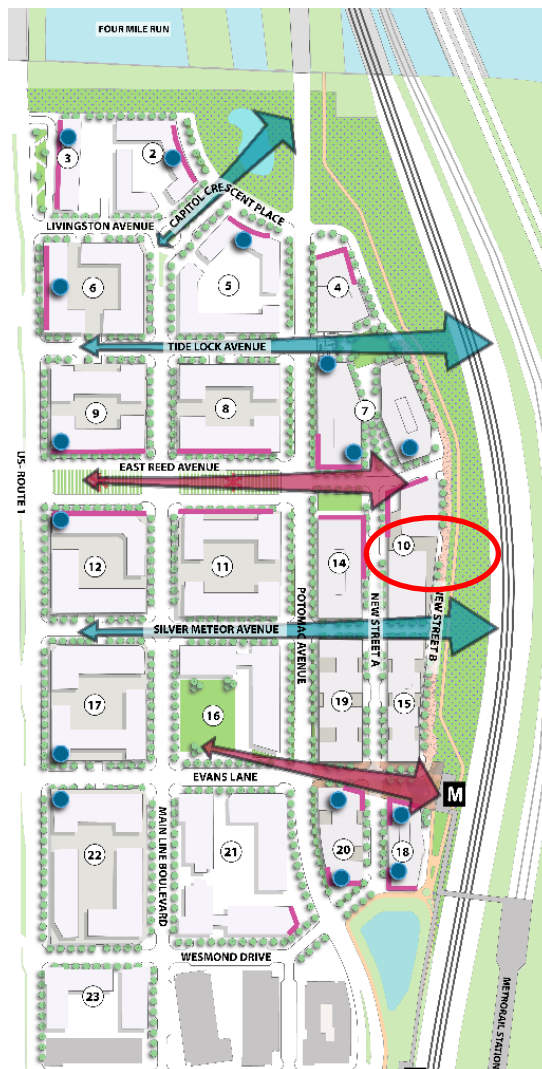 FOUR MILE RUN
3
2
CAPITOL CRESCENT PLACE
LIVINGSTON AVENUE
6
5
4
TIDE LOCK AVENUE
9
8
7
EAST REED AVENUE
US- ROUTE 1
12
11
14
10
POTOMAC AVENUE
NEW STREET A
NEW STREET B
SILVER METEOR AVENUE
17
16
19
15
EVANS LANE
M
MAIN LINE BOULEVARD
22
21
20
18
WESMOND DRIVE
23
METRORAIL STATION